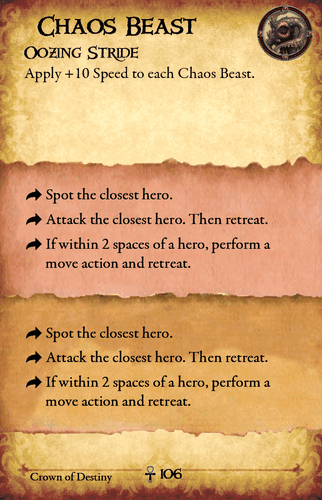 Chaos Beast
Oozing Stride
Apply +10 Speed to each Chaos Beast.
Spot the closest hero.
Attack the closest hero. Then retreat.
If within 2 spaces of a hero, perform a
move action and retreat.
Spot the closest hero.
Attack the closest hero. Then retreat.
If within 2 spaces of a hero, perform a
move action and retreat.
Crown of Destiny 106